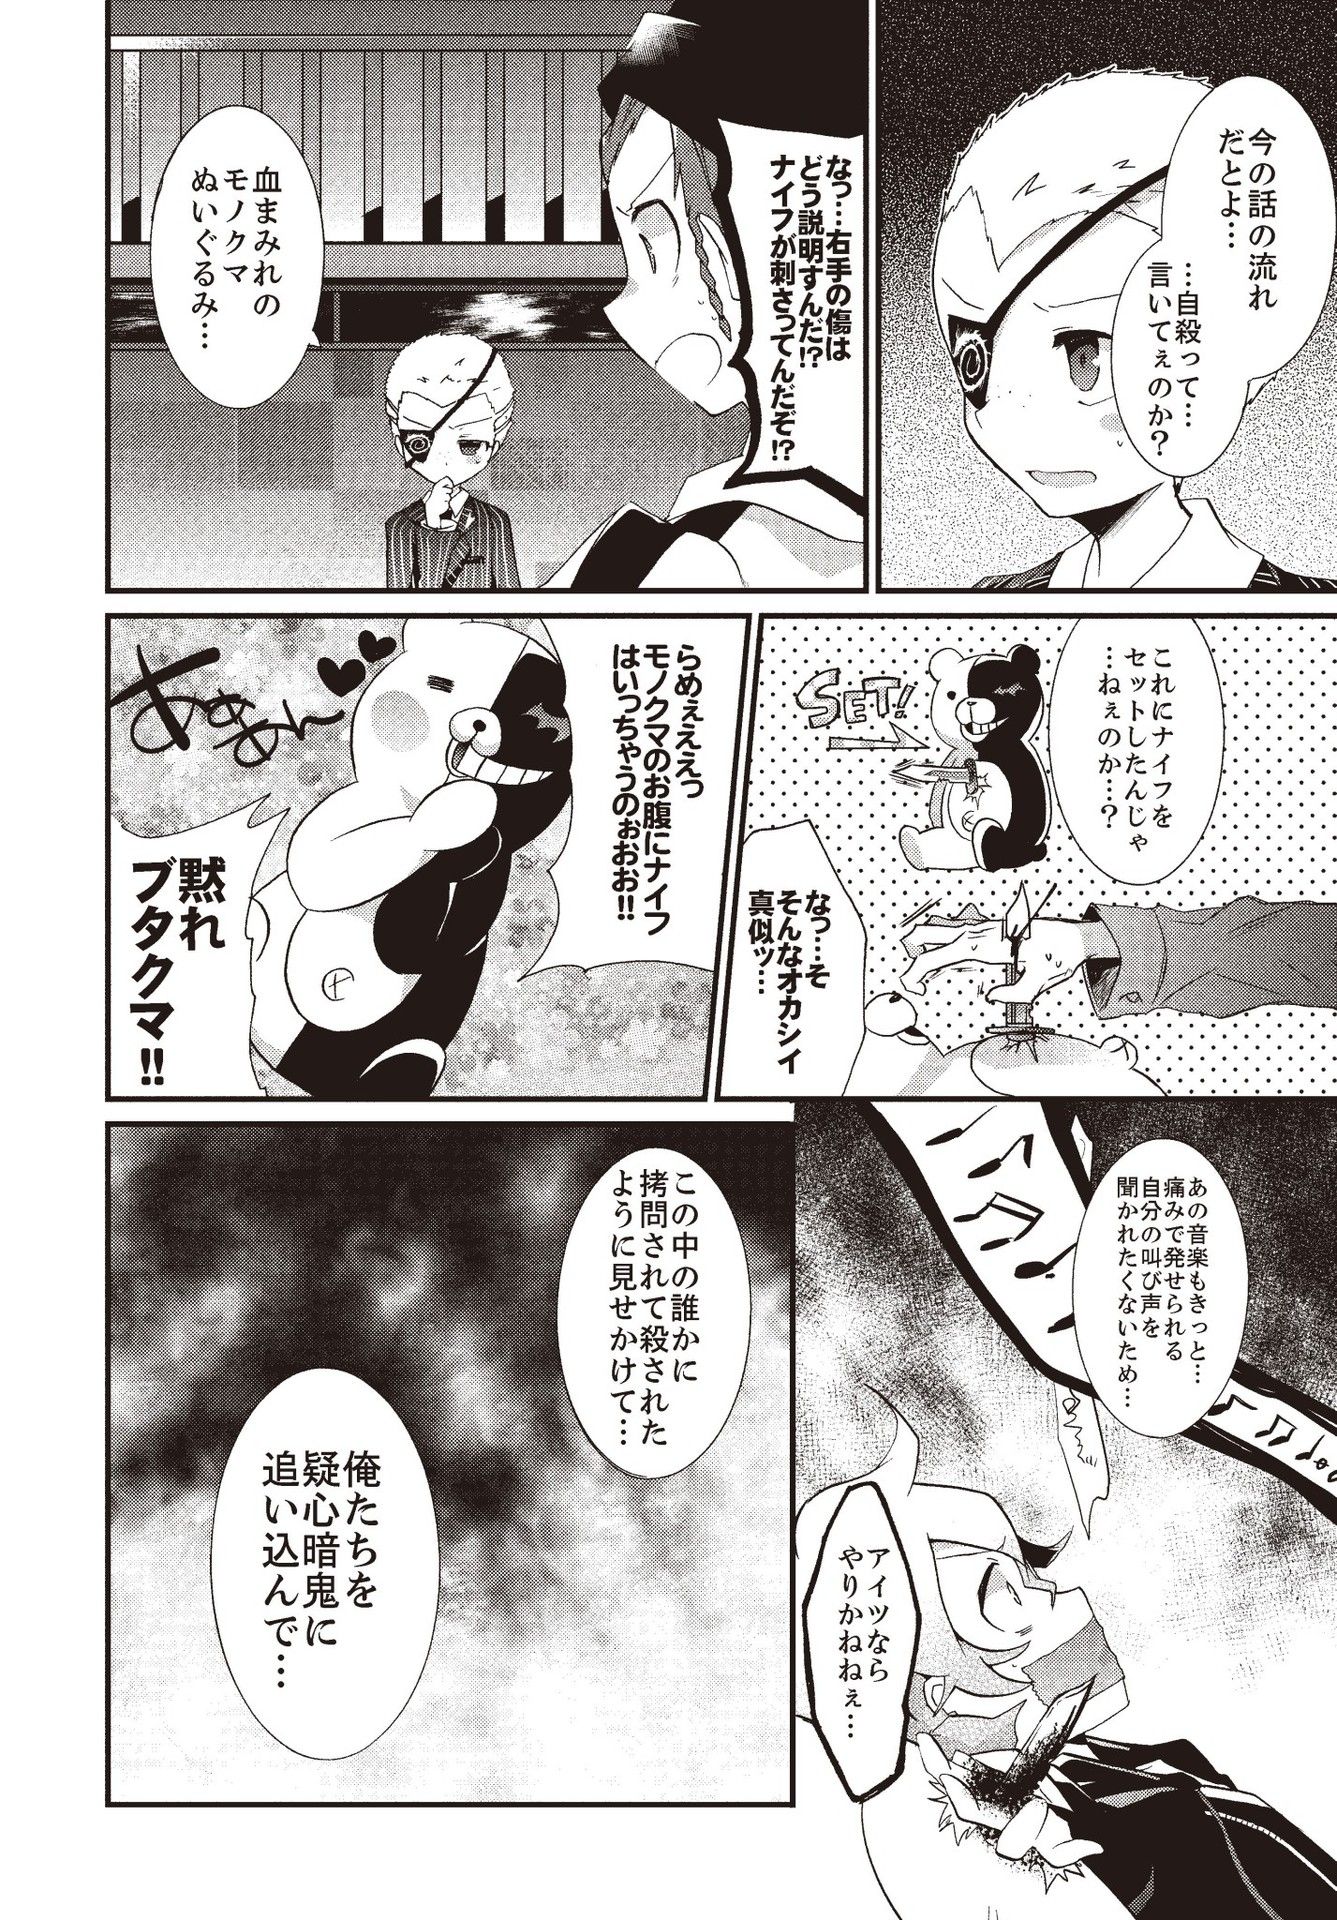 今の話の流れ
だとよ…
…自殺って…
言いてぇのか？
なっ…右手の傷は
どう説明すんだ!?
ナイフが刺さってんだぞ!?
血まみれの
モノクマ
ぬいぐるみ…
これにナイフを
セットしたんじゃ
…ねぇのか…？
SET!
なっ…そ
そんなオカシイ
真似ッ…
らめぇええっ
モノクマのお腹にナイフ
はいっちゃうのぉおお!!
あぁあん〜
黙れ
ブタクマ!!
あの音楽もきっと…
痛みで発せられる
自分の叫び声を
聞かれたくないため…
アイツなら
やりかねねぇ…
この中の誰かに
拷問されて殺された
ように見せかけて…
俺たちを
疑心暗鬼に
追い込んで…